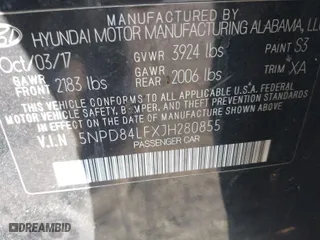 MANUFACTURED BY
HYUNDAI MOTOR MANUFACTURING ALABAMA, LL
Oct/03/17 GVWR 3924 lbs PAINT S3
GAWR FRONT 2183 lbs GAWR REAR 2006 lbs TRIM XA
THIS VEHICLE CONFORMS TO ALL APPLICABLE U.S. FEDERAL MOTOR VEHICLE SAFETY,
BUMPER, AND THEFT PREVENTION STANDARDS IN
EFFECT ON THE DATE OF MANUFACTURE SHOWN ABOVE.
V.I.N 5NPD84LFXJH280855
PASSENGER CAR